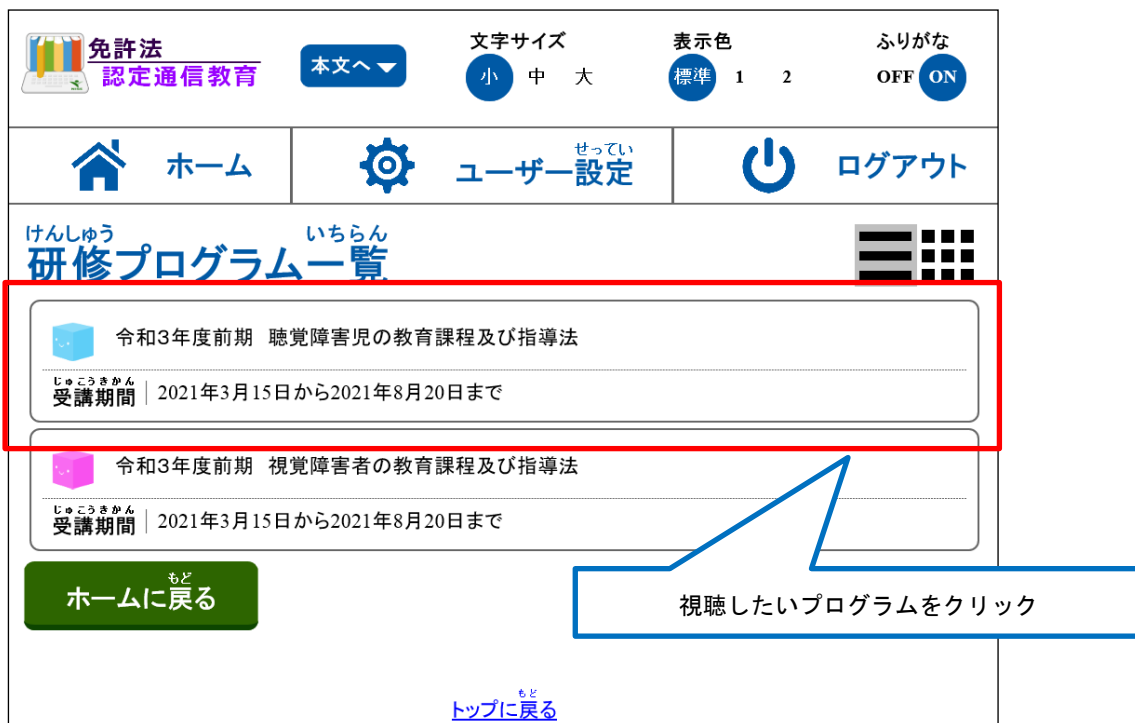 免許法
認定通信教育
本文へ
文字サイズ
小 中 大
表示色
標準 1 2
ふりがな
OFF ON
ホーム
せってい
ユーザー設定
ログアウト
けんしゅう いちらん
研修プログラム一覧
令和3年度前期 聴覚障害児の教育課程及び指導法
じゅこうきかん
受講期間 2021年3月15日から2021年8月20日まで
令和3年度前期 視覚障害者の教育課程及び指導法
じゅこうきかん
受講期間 2021年3月15日から2021年8月20日まで
もど
ホームに戻る
視聴したいプログラムをクリック
もど
トップに戻る